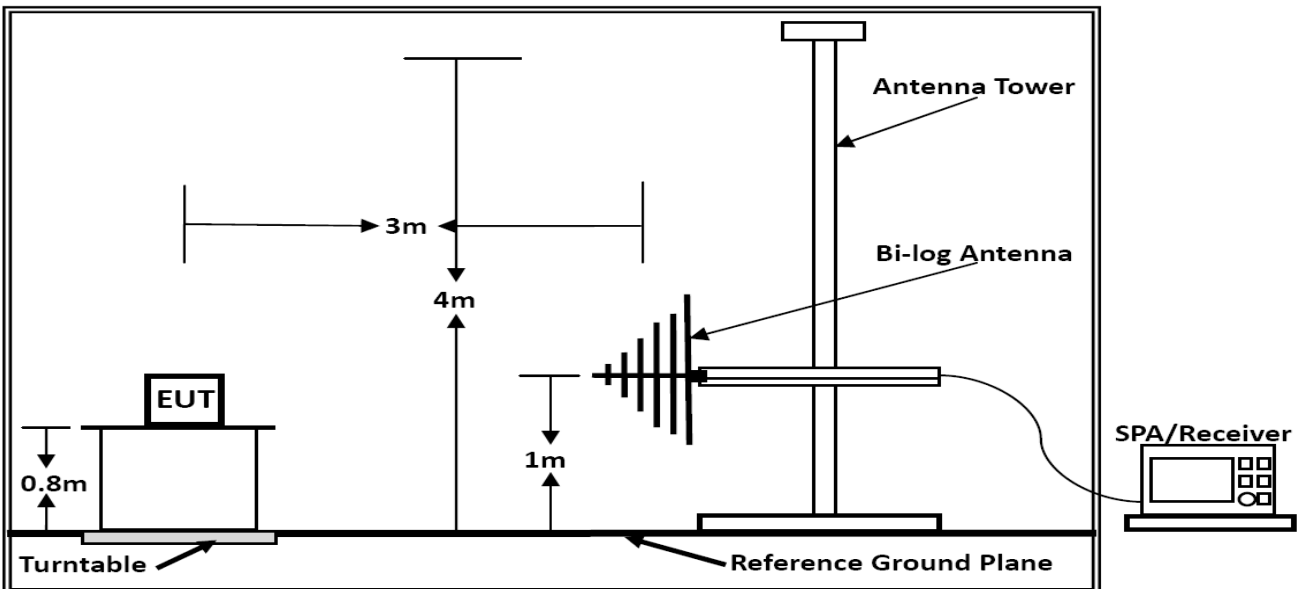 Antenna Tower
3m
Bi-log Antenna
4m
EUT
SPA/Receiver
1m
0.8m
Turntable
Reference Ground Plane